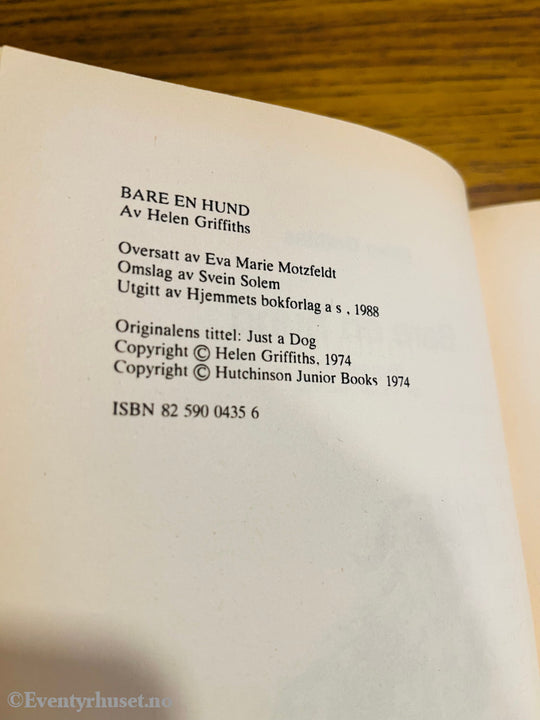 BARE EN HUND
Av Helen Griffiths
Oversatt av Eva Marie Motzfeldt
Omslag av Svein Solem
Utgitt av Hjemmets bokforlag a s , 1988
Originalens tittel: Just a Dog
Copyright © Helen Griffiths, 1974
Copyright © Hutchinson Junior Books 1974
ISBN 82 590 0435 6
©Eventyrhuset.no